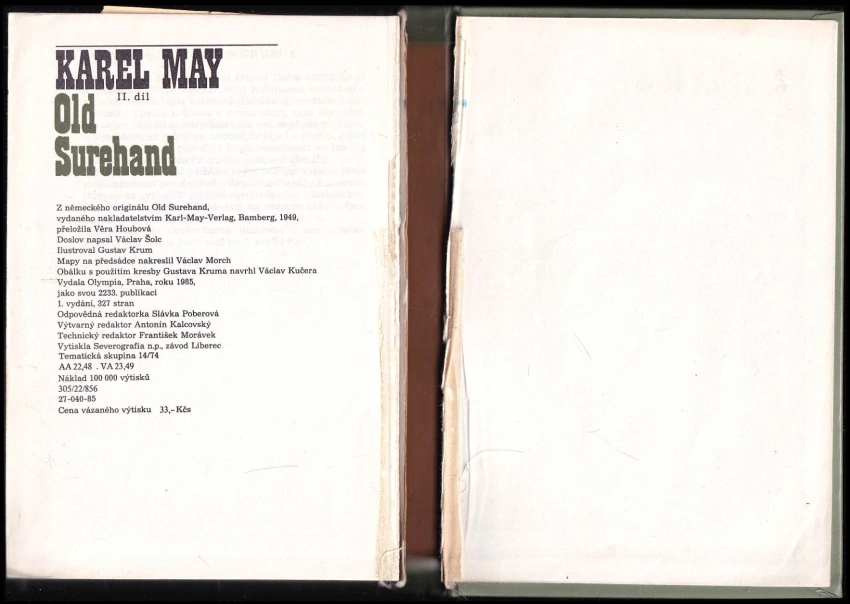 KAREL MAY
II. díl
Old
Surehand
Z německého originálu Old Surehand,
vydaného nakladatelstvím Karl-May-Verlag, Bamberg, 1949,
přeložila Věra Houbová
Doslov napsal Václav Šolc
Ilustroval Gustav Krum
Mapy na předsádce nakreslil Václav Morch
Obálku s použitím kresby Gustava Kruma navrhl Václav Kučera
Vydala Olympia, Praha, roku 1985,
jako svou 2233. publikaci
1. vydání, 327 stran
Odpovědná redaktorka Slávka Poberová
Výtvarný redaktor Antonín Kalcovský
Technický redaktor František Morávek
Vytiskla Severografia n.p., závod Liberec
Tematická skupina 14/74
AA 22,48 . VA 23,49
Náklad 100 000 výtisků
305/22/856
27-040-85
Cena vázaného výtisku 33,- Kčs